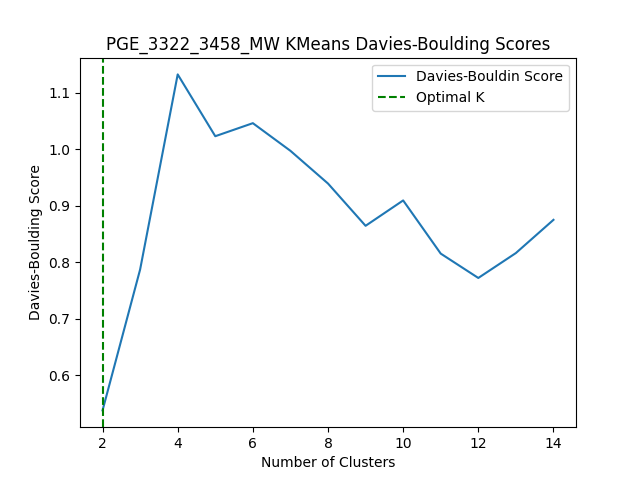 PGE_3322_3458_MW KMeans Davies-Boulding Scores
Davies-Bouldin Score
Optimal K
Davies-Boulding Score
1.1
1.0
0.9
0.8
0.7
0.6
2 4 6 8 10 12 14
Number of Clusters